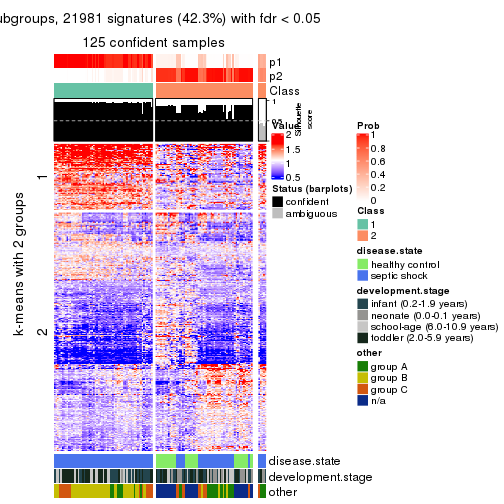 ubgroups, 21981 signatures (42.3%) with fdr < 0.05
125 confident samples
p1
p2
Class
1
0.5
0
Silhouette
score
k-means with 2 groups
1
2
Value
2
1.5
1
0.5
Status (barplots)
confident
ambiguous
Prob
1
0.8
0.6
0.4
0.2
0
Class
1
2
disease.state
healthy control
septic shock
development.stage
infant (0.2-1.9 years)
neonate (0.0-0.1 years)
school-age (6.0-10.9 years)
toddler (2.0-5.9 years)
other
group A
group B
group C
n/a
disease.state
development.stage
other